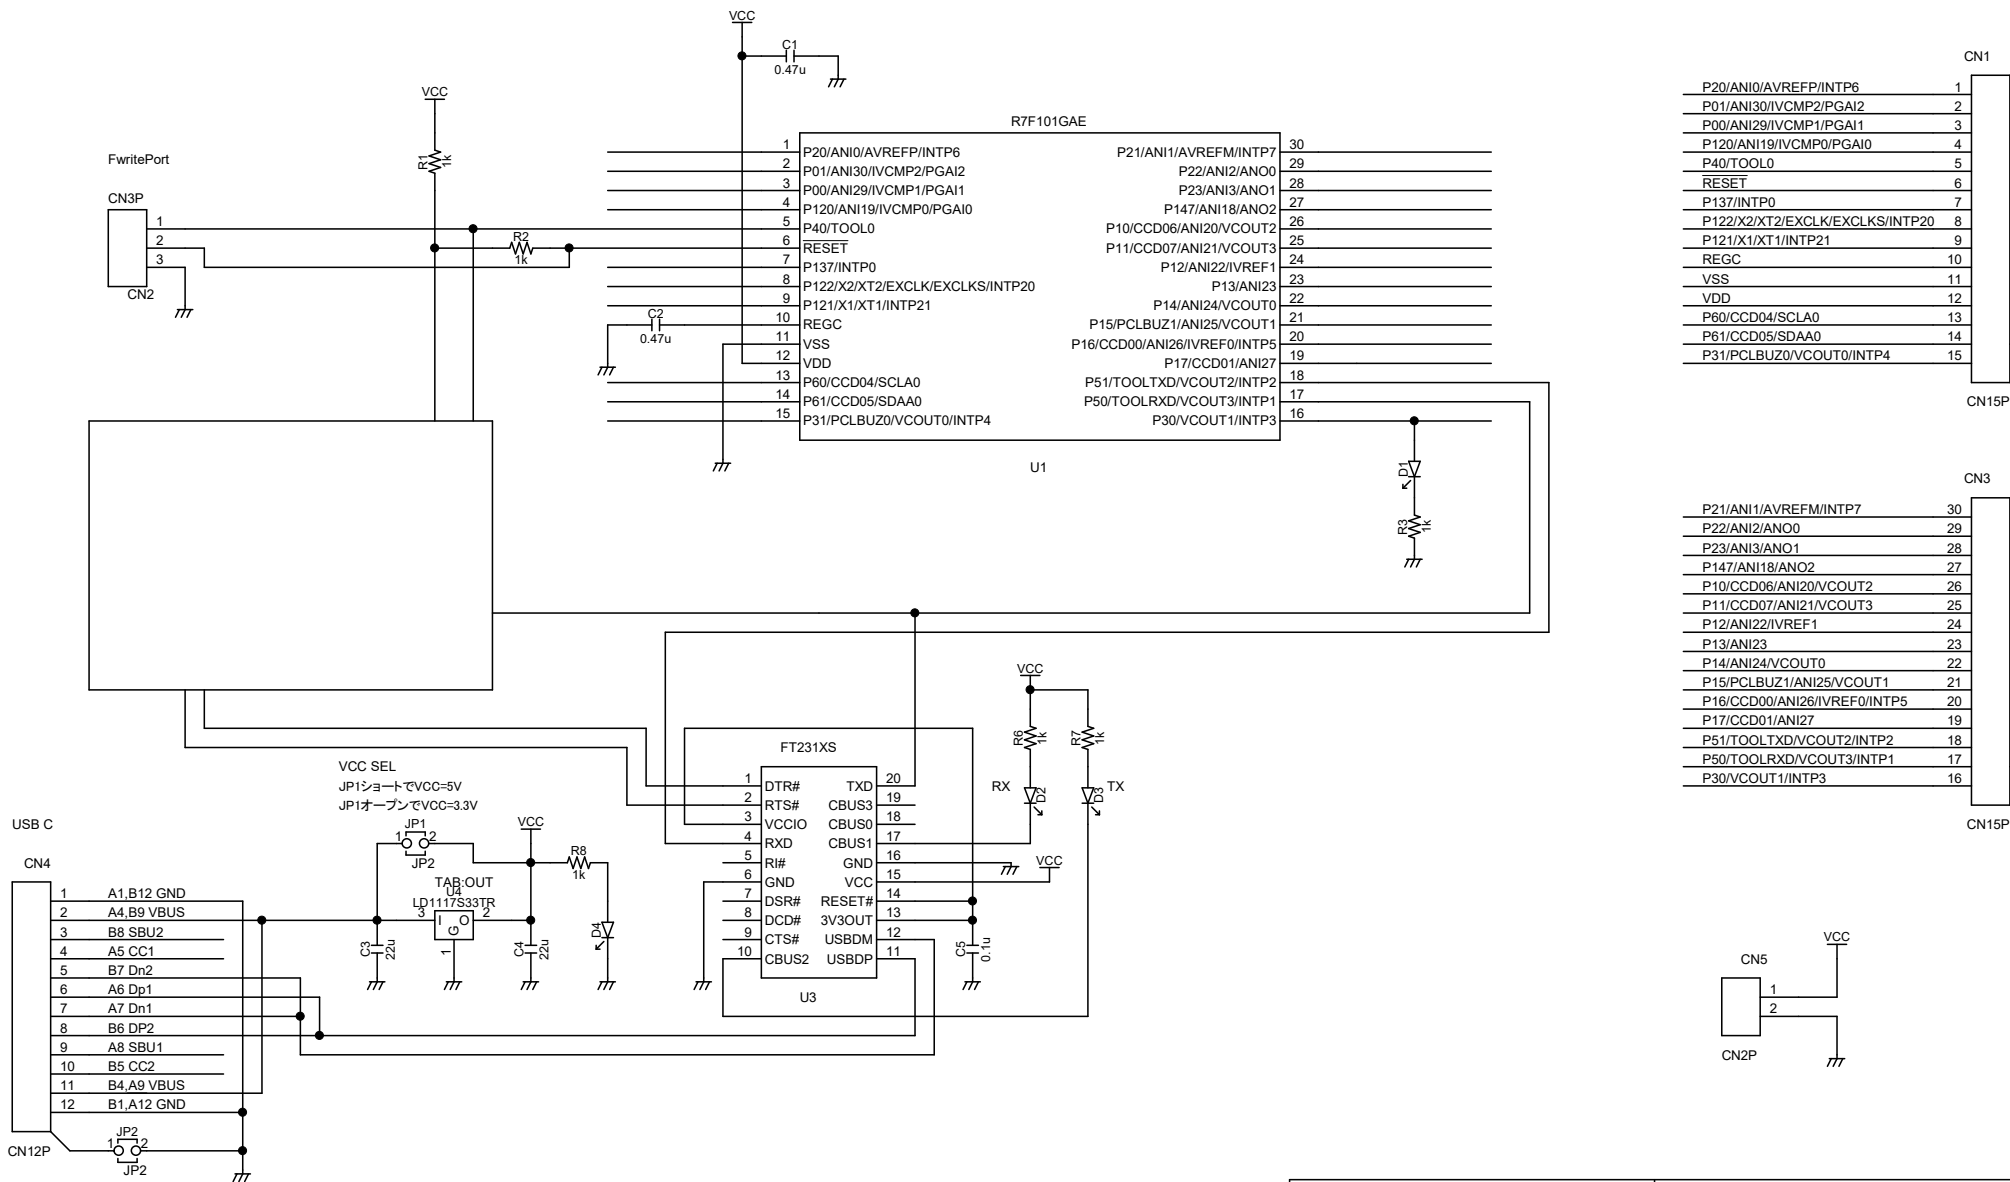 VCC
C1
0.47u
VCC
R1
1k
FwritePort
CN3P
1
2
3
CN2
R2
1k
C2
0.47u
R7F101GAE
1 P20/ANI0/AVREFP/INTP6
2 P01/ANI30/IVCMP2/PGAI2
3 P00/ANI29/IVCMP1/PGAI1
4 P120/ANI19/IVCMP0/PGAI0
5 P40/TOOL0
6 RESET
7 P137/INTP0
8 P122/X2/XT2/EXCLK/EXCLKS/INTP20
9 P121/X1/XT1/INTP21
10 REGC
11 VSS
12 VDD
13 P60/CCD04/SCLA0
14 P61/CCD05/SDAA0
15 P31/PCLBUZ0/VCOUT0/INTP4
P21/ANI1/AVREFM/INTP7 30
P22/ANI2/ANO0 29
P23/ANI3/ANO1 28
P147/ANI18/ANO2 27
P10/CCD06/ANI20/VCOUT2 26
P11/CCD07/ANI21/VCOUT3 25
P12/ANI22/IVREF1 24
P13/ANI23 23
P14/ANI24/VCOUT0 22
P15/PCLBUZ1/ANI25/VCOUT1 21
P16/CCD00/ANI26/IVREF0/INTP5 20
P17/CCD01/ANI27 19
P51/TOOLTXD/VCOUT2/INTP2 18
P50/TOOLRXD/VCOUT3/INTP1 17
P30/VCOUT1/INTP3 16
U1
D1
R3
1k
CN1
P20/ANI0/AVREFP/INTP6 1
P01/ANI30/IVCMP2/PGAI2 2
P00/ANI29/IVCMP1/PGAI1 3
P120/ANI19/IVCMP0/PGAI0 4
P40/TOOL0 5
RESET 6
P137/INTP0 7
P122/X2/XT2/EXCLK/EXCLKS/INTP20 8
P121/X1/XT1/INTP21 9
REGC 10
VSS 11
VDD 12
P60/CCD04/SCLA0 13
P61/CCD05/SDAA0 14
P31/PCLBUZ0/VCOUT0/INTP4 15
CN15P
CN3
P21/ANI1/AVREFM/INTP7 30
P22/ANI2/ANO0 29
P23/ANI3/ANO1 28
P147/ANI18/ANO2 27
P10/CCD06/ANI20/VCOUT2 26
P11/CCD07/ANI21/VCOUT3 25
P12/ANI22/IVREF1 24
P13/ANI23 23
P14/ANI24/VCOUT0 22
P15/PCLBUZ1/ANI25/VCOUT1 21
P16/CCD00/ANI26/IVREF0/INTP5 20
P17/CCD01/ANI27 19
P51/TOOLTXD/VCOUT2/INTP2 18
P50/TOOLRXD/VCOUT3/INTP1 17
P30/VCOUT1/INTP3 16
CN15P
VCC SEL
JP1ショートでVCC=5V
JP1オープンでVCC=3.3V
JP1
1 2
JP2
VCC
R8
1k
TAB:OUT
U4
LD1117S33TR
3 I O 2
G
1
C3
22u
C4
22u
D4
FT231XS
1 DTR#
2 RTS#
3 VCCIO
4 RXD
5 RI#
6 GND
7 DSR#
8 DCD#
9 CTS#
10 CBUS2
TXD 20
CBUS3 19
CBUS0 18
CBUS1 17
GND 16
VCC 15
RESET# 14
3V3OUT 13
USBDM 12
USBDP 11
U3
VCC
R6
1k
R7
1k
RX
D2
D3
TX
VCC
C5
0.1u
USB C
CN4
1 A1,B12 GND
2 A4,B9 VBUS
3 B8 SBU2
4 A5 CC1
5 B7 Dn2
6 A6 Dp1
7 A7 Dn1
8 B6 DP2
9 A8 SBU1
10 B5 CC2
11 B4,A9 VBUS
12 B1,A12 GND
CN12P
JP2
1 2
JP2
VCC
CN5
1
2
CN2P